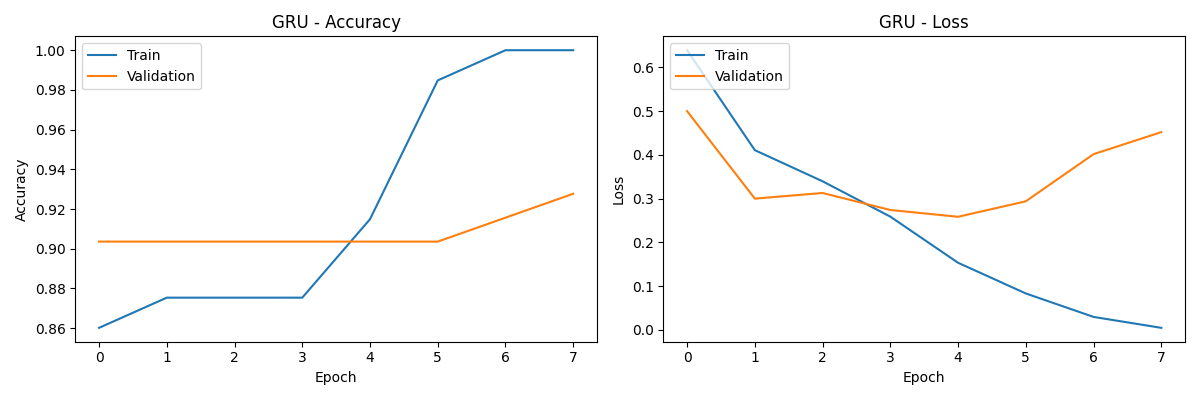 GRU - Accuracy
Train
Validation
1.00
0.98
0.96
0.94
0.92
0.90
0.88
0.86
Accuracy
0 1 2 3 4 5 6 7
Epoch
GRU - Loss
Train
Validation
0.6
0.5
0.4
0.3
0.2
0.1
0.0
Loss
0 1 2 3 4 5 6 7
Epoch